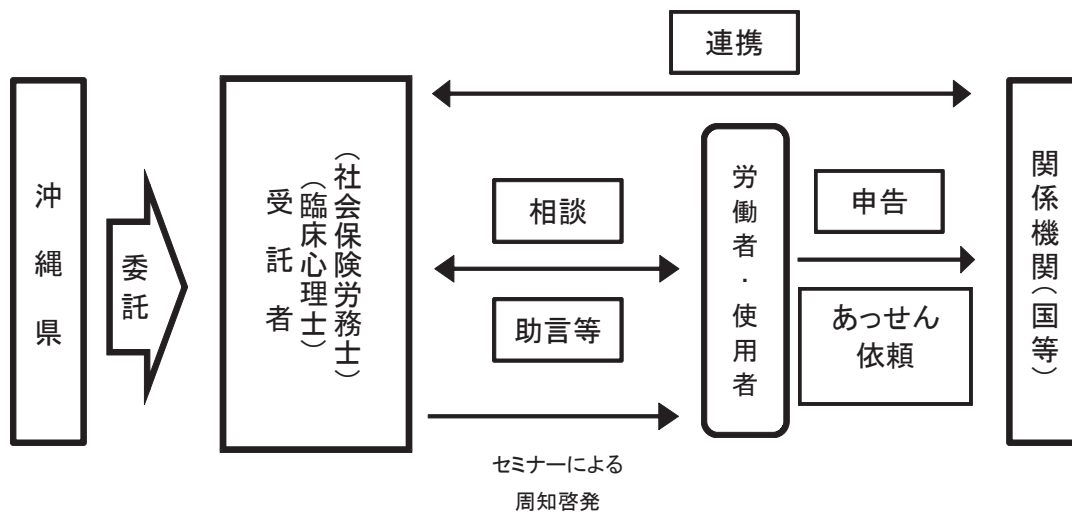 連携
沖縄県
委託
(社会保険労務士)
(臨床心理士)
受託者
相談
助言等
労働者・使用者
申告
あっせん
依頼
関係機関(国等)
セミナーによる
周知啓発